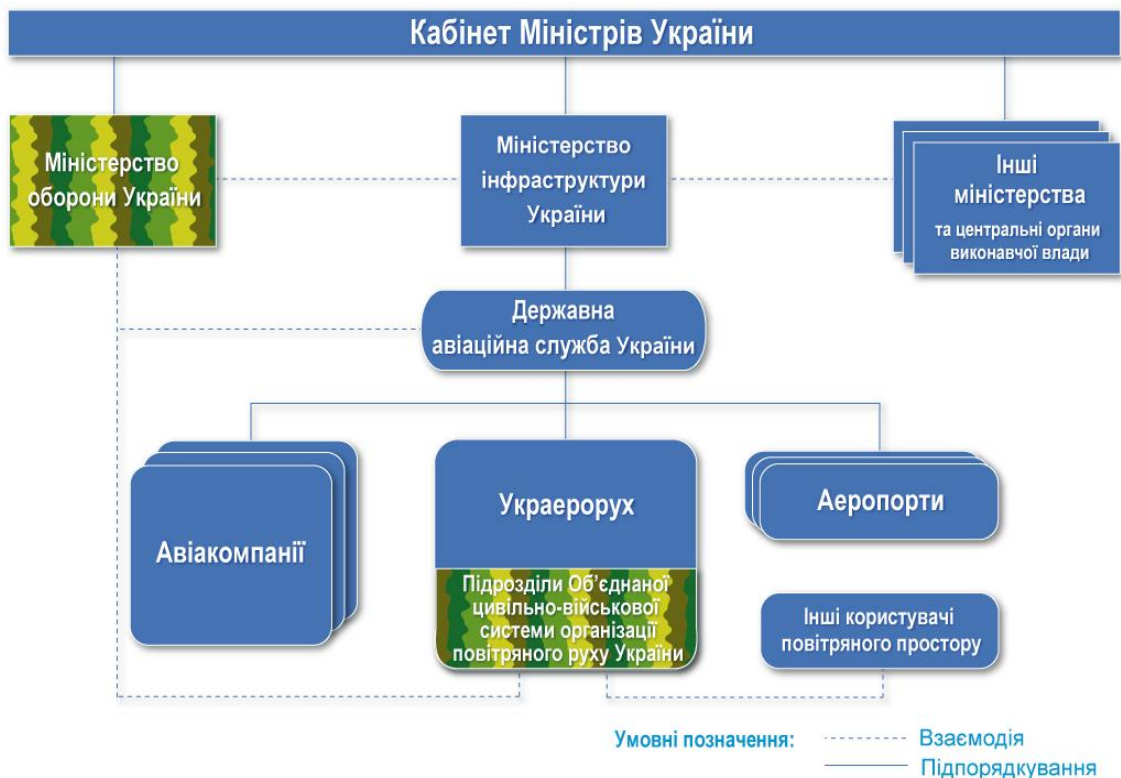 Кабінет Міністрів України
Міністерство
оборони України
Міністерство
інфраструктури
України
Інші
міністерства
та центральні органи
виконавчої влади
Державна
авіаційна служба України
Авіакомпанії
Украерорух
Підрозділи Об’єднаної
цивільно-військової
системи організації
повітряного руху України
Аеропорти
Інші користувачі
повітряного простору
Умовні позначення:
Взаємодія
Підпорядкування